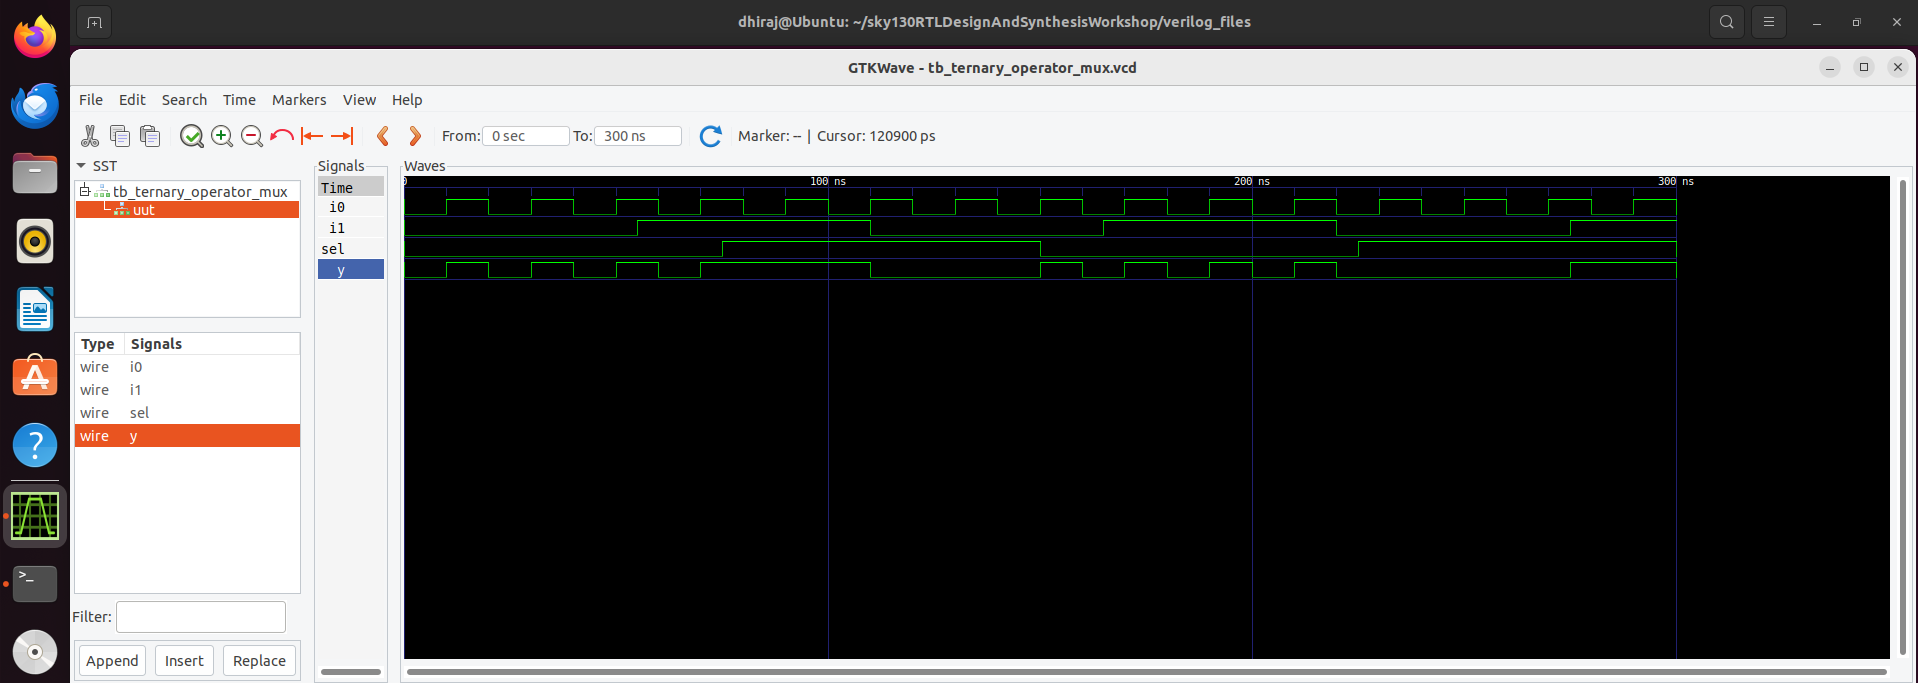 dhiraj@Ubuntu: ~/sky130RTLDesignAndSynthesisWorkshop/verilog_files
GTKWave - tb_ternary_operator_mux.vcd
File Edit Search Time Markers View Help
From: 0 sec To: 300 ns Marker: -- | Cursor: 120900 ps
SST
tb_ternary_operator_mux
uut
Type Signals
wire i0
wire i1
wire sel
wire y
Filter:
Append Insert Replace
Signals
Time
i0
i1
sel
y
Waves
0 100 ns 200 ns 300 ns
>_
?